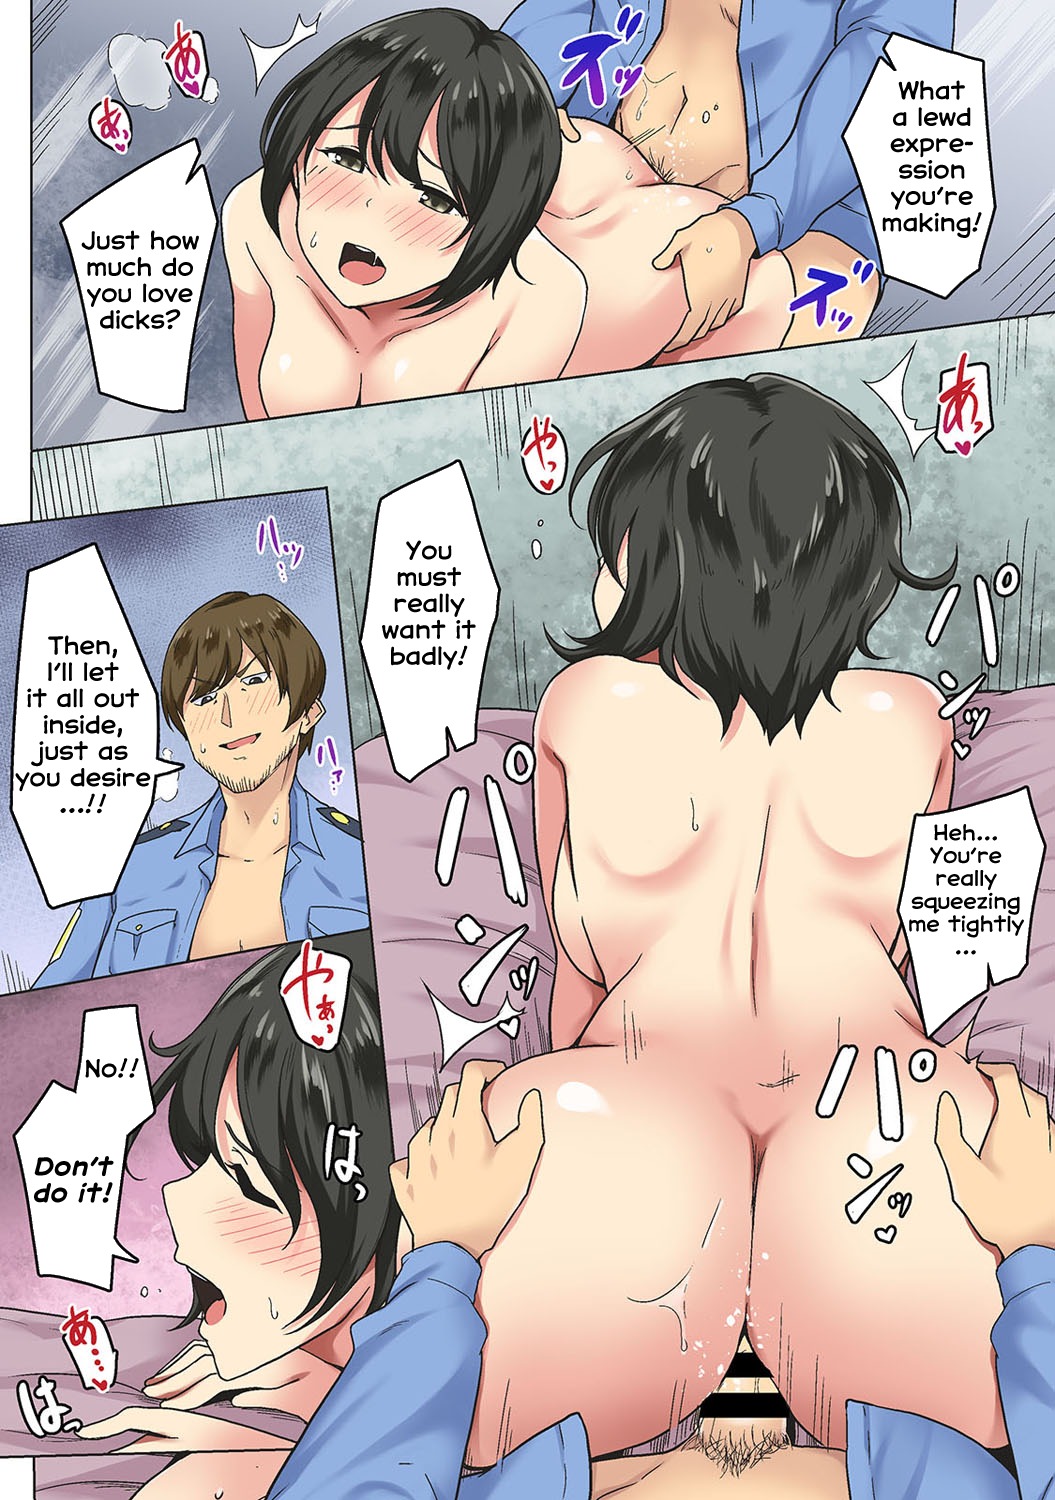 What
a lewd
expre-
ssion
you're
making!
ズッ
ズッ
あ♥
あっ♥
Just how
much do
you love
dicks?
あっ♥
やっ♥
You
must
really
want it
badly!
パンッ♥
パンッ♥
パンッ♥
Heh...
You're
really
squeezing
me tightly
...
ハッ…
ハァ…
Then,
I'll let
it all out
inside,
just as
you desire
...!!
やぁっ♥
No!!
Don't
do it!
はっ
あ…♥
はっ